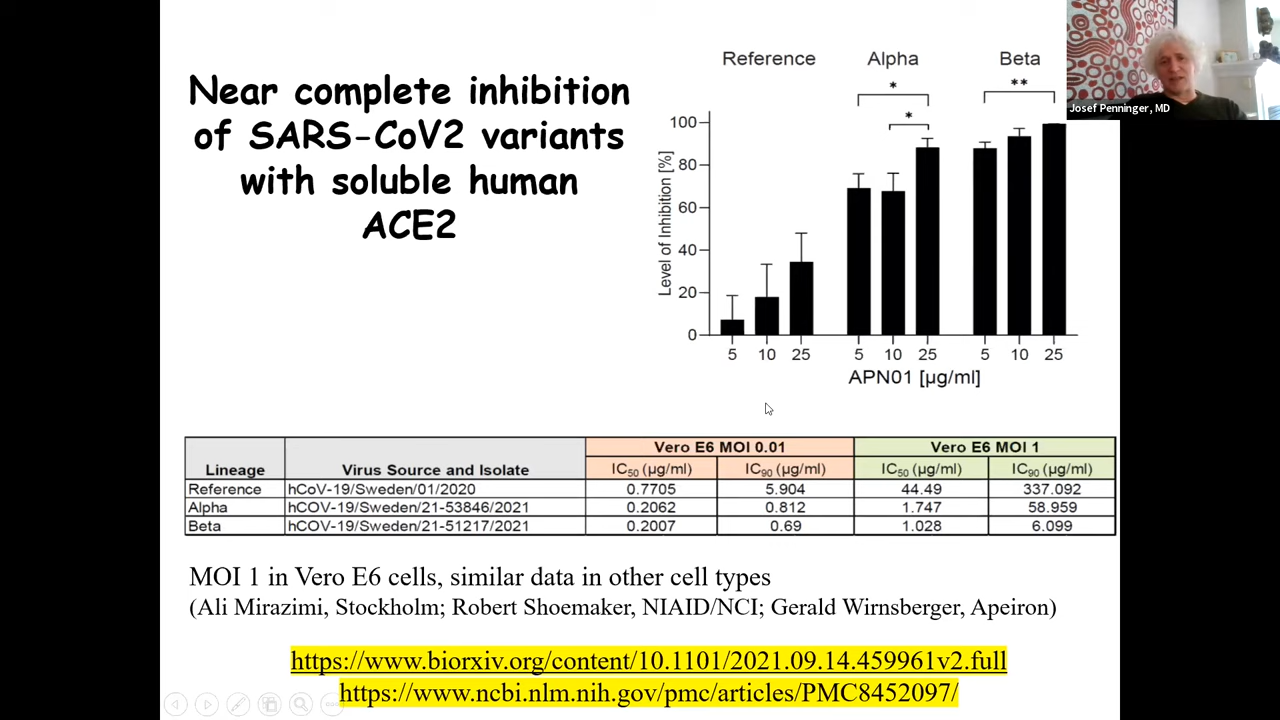 Near complete inhibition
of SARS-CoV2 variants
with soluble human
ACE2
Reference Alpha Beta
* **
*
Level of Inhibition [%]
100
80
60
40
20
0
5 10 25 5 10 25 5 10 25
APN01 [µg/ml]
Josef Penninger, MD
Vero E6 MOI 0.01 Vero E6 MOI 1
Lineage Virus Source and Isolate IC50 (µg/ml) IC90 (µg/ml) IC50 (µg/ml) IC90 (µg/ml)
Reference hCoV-19/Sweden/01/2020 0.7705 5.904 44.49 337.092
Alpha hCOV-19/Sweden/21-53846/2021 0.2062 0.812 1.747 58.959
Beta hCOV-19/Sweden/21-51217/2021 0.2007 0.69 1.028 6.099
MOI 1 in Vero E6 cells, similar data in other cell types
(Ali Mirazimi, Stockholm; Robert Shoemaker, NIAID/NCI; Gerald Wirnsberger, Apeiron)
https://www.biorxiv.org/content/10.1101/2021.09.14.459961v2.full
https://www.ncbi.nlm.nih.gov/pmc/articles/PMC8452097/